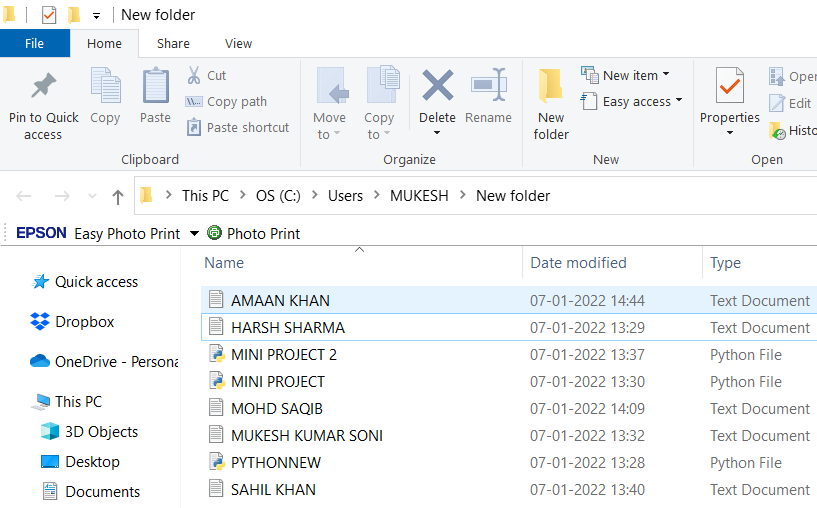 New folder
File Home Share View
Pin to Quick access
Copy
Paste
Cut
Copy path
Paste shortcut
Clipboard
Move to
Copy to
Delete
Rename
Organize
New folder
New item
Easy access
New
Properties
Open
Edit
Histo
Open
This PC > OS (C:) > Users > MUKESH > New folder
EPSON Easy Photo Print Photo Print
Name Date modified Type
Quick access
Dropbox
OneDrive - Persona
This PC
3D Objects
Desktop
Documents
AMAAN KHAN 07-01-2022 14:44 Text Document
HARSH SHARMA 07-01-2022 13:29 Text Document
MINI PROJECT 2 07-01-2022 13:37 Python File
MINI PROJECT 07-01-2022 13:30 Python File
MOHD SAQIB 07-01-2022 14:09 Text Document
MUKESH KUMAR SONI 07-01-2022 13:32 Text Document
PYTHONNEW 07-01-2022 13:28 Python File
SAHIL KHAN 07-01-2022 13:40 Text Document